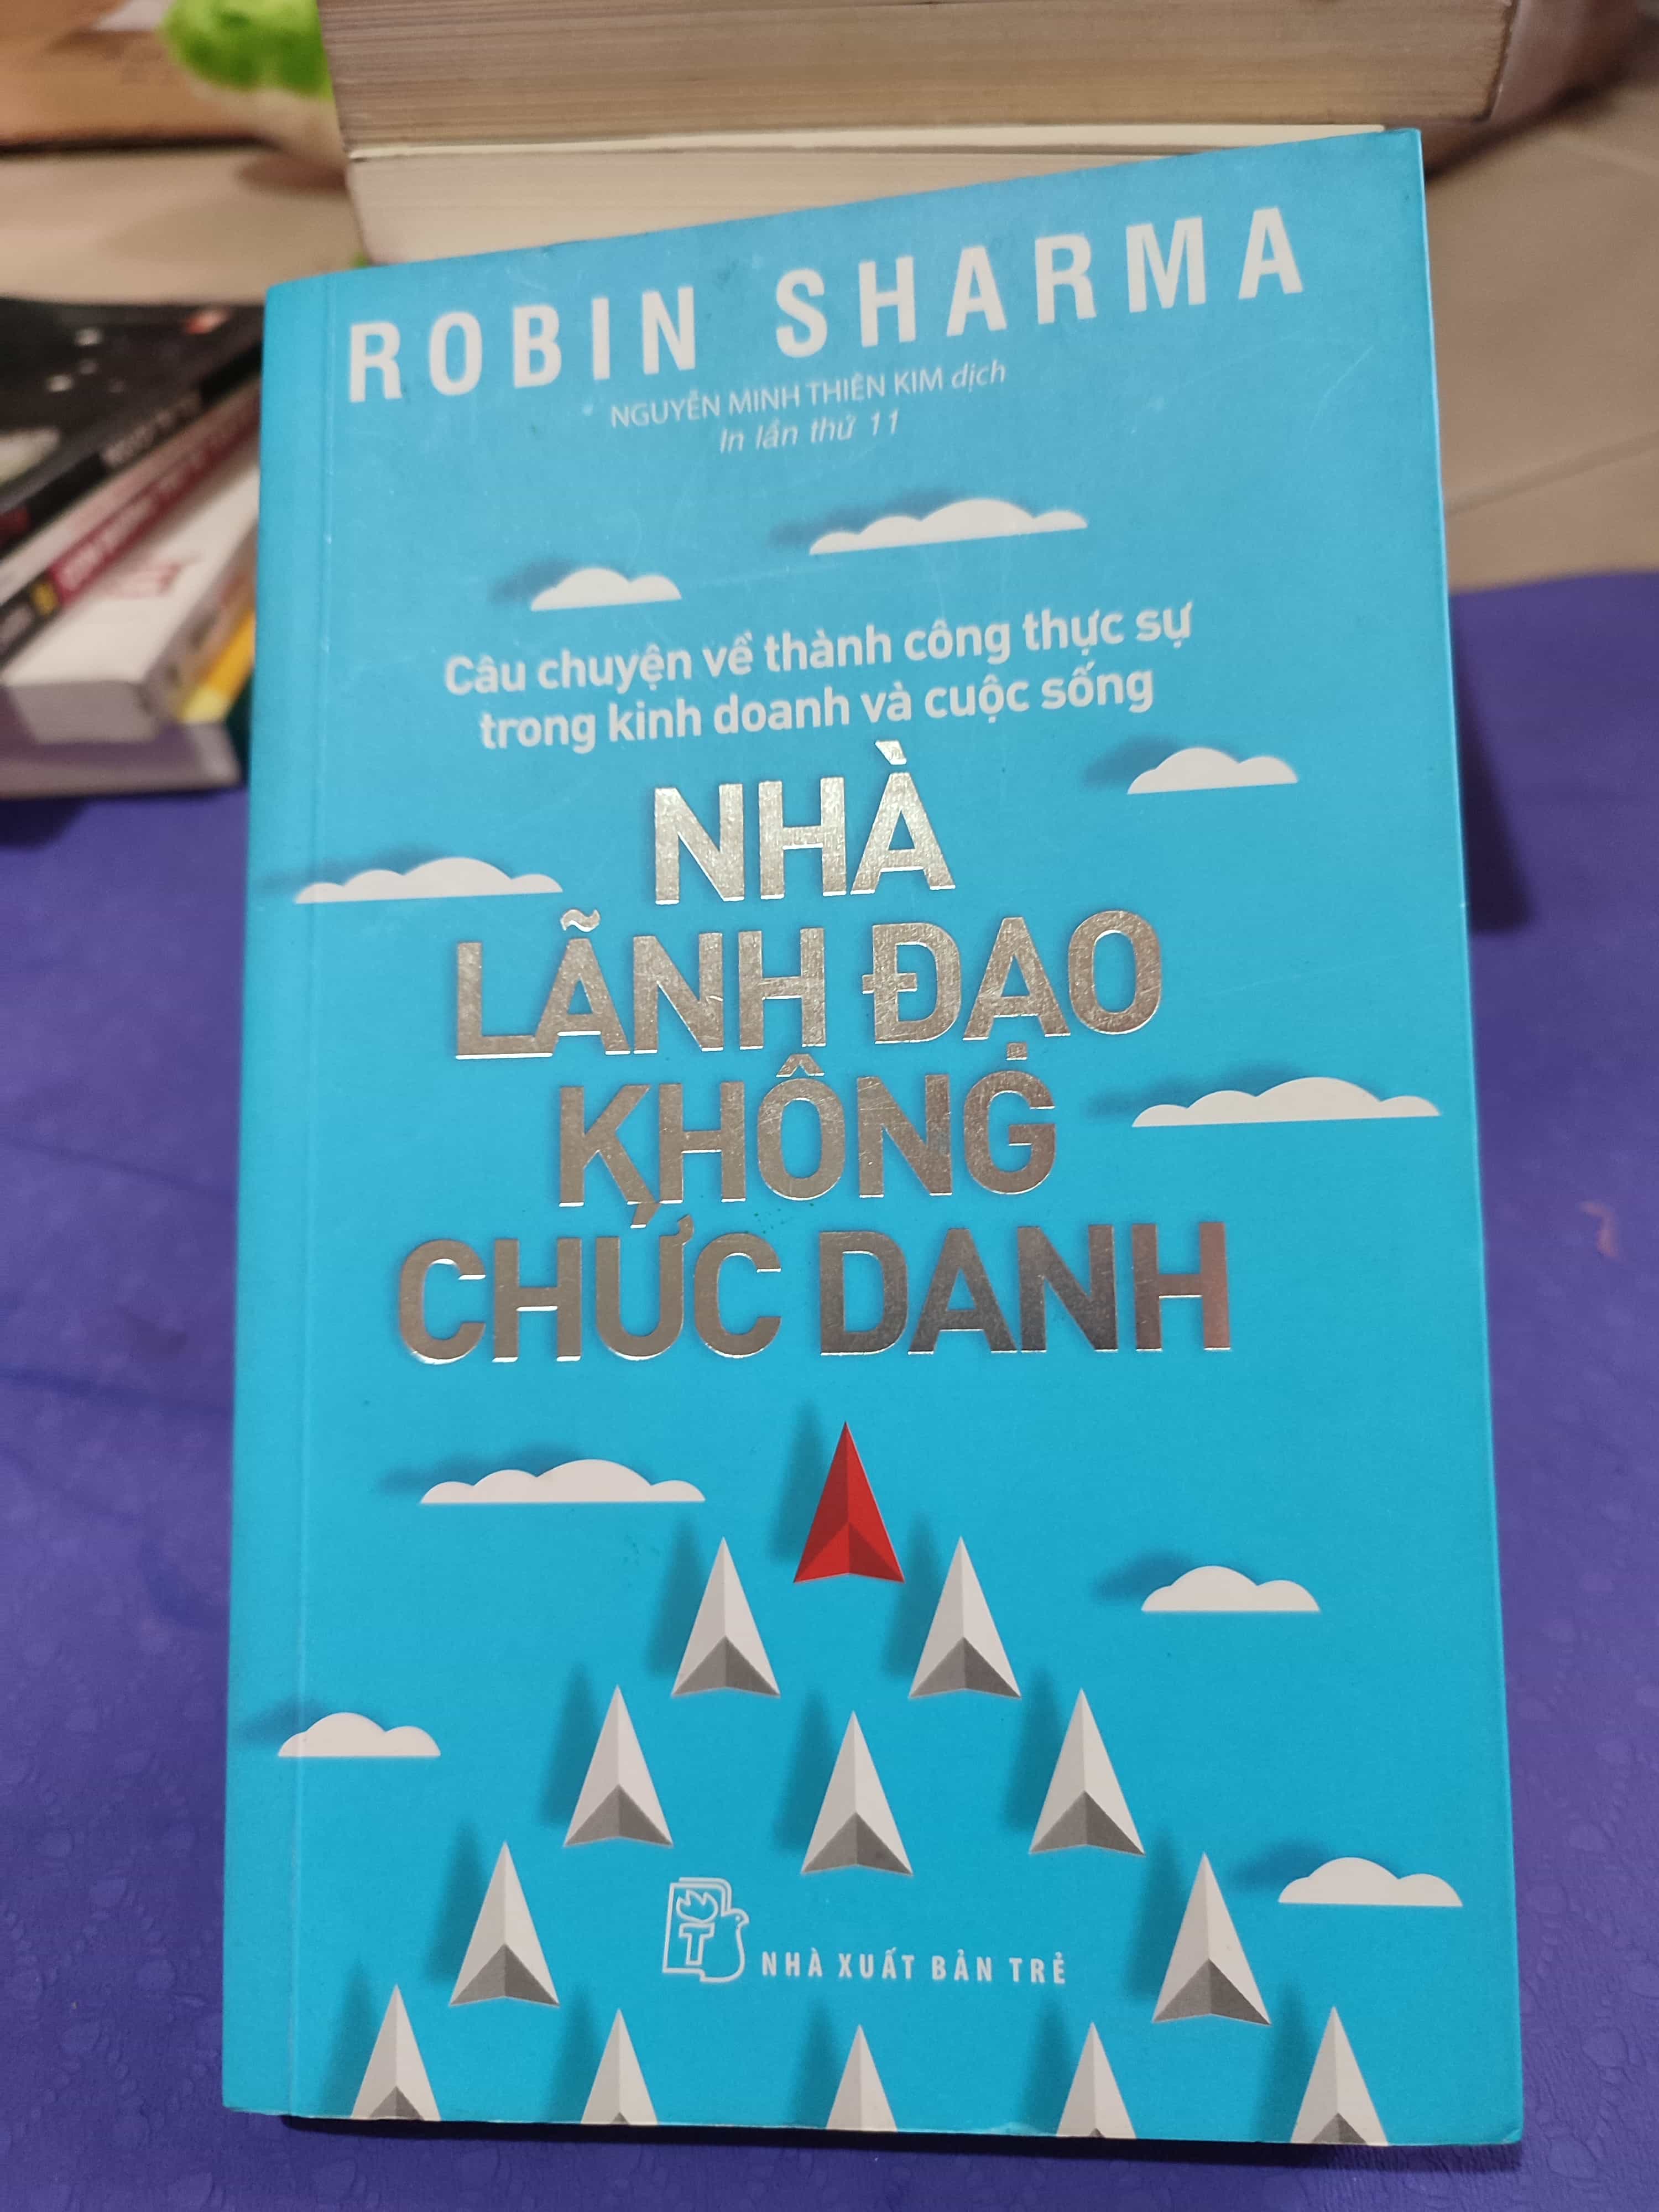 ROBIN SHARMA
NGUYỄN MINH THIÊN KIM dịch
In lần thứ 11
Câu chuyện về thành công thực sự
trong kinh doanh và cuộc sống
NHÀ
LÃNH ĐẠO
KHÔNG
CHỨC DANH
T
NHÀ XUẤT BẢN TRẺ